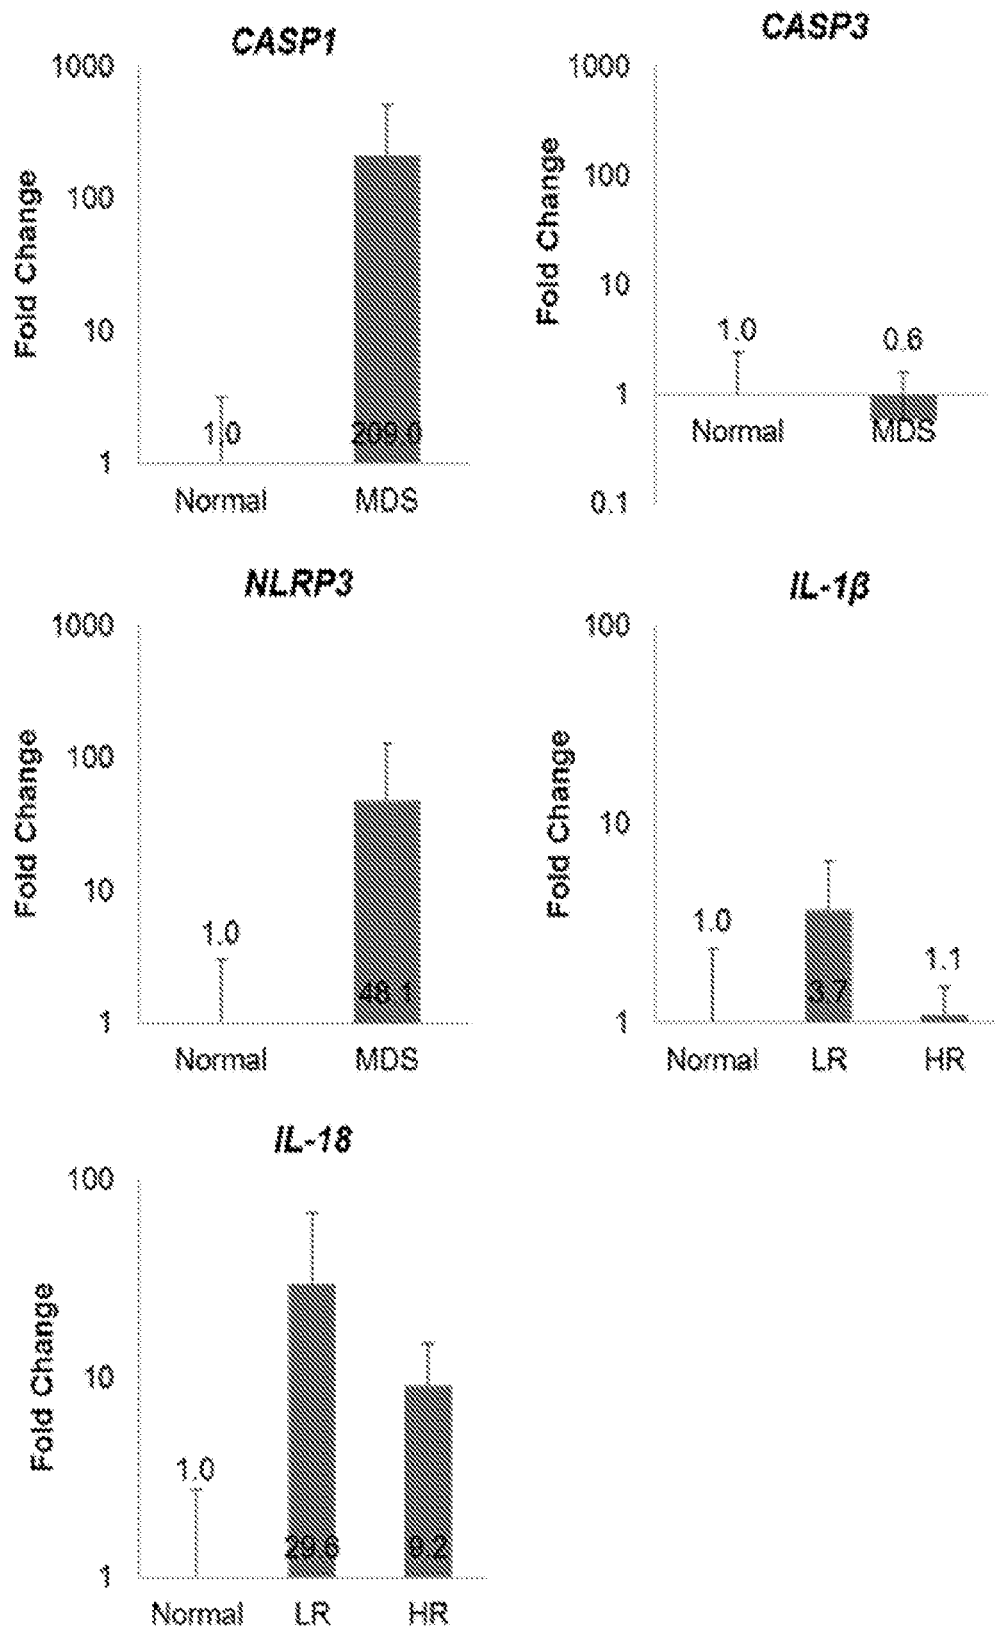 CASP1
1000
100
10
1
Fold Change
1.0
209.0
Normal MDS
CASP3
1000
100
10
1
0.1
Fold Change
1.0
0.6
Normal MDS
NLRP3
1000
100
10
1
Fold Change
1.0
48.1
Normal MDS
IL-1β
100
10
1
Fold Change
1.0
3.7
1.1
Normal LR HR
IL-18
100
10
1
Fold Change
1.0
29.6
9.2
Normal LR HR